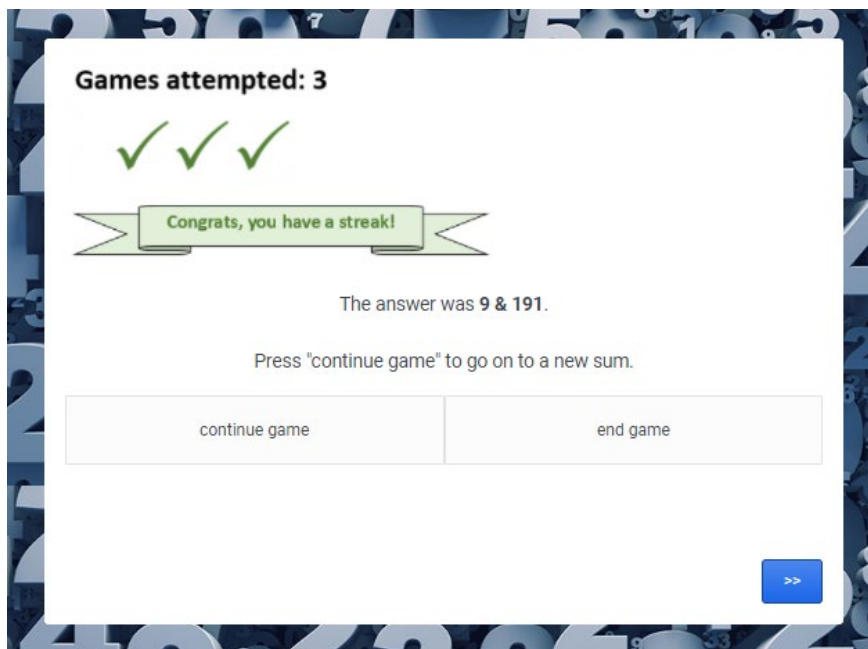 Games attempted: 3
Congrats, you have a streak!
The answer was 9 & 191.
Press "continue game" to go on to a new sum.
continue game
end game
>>